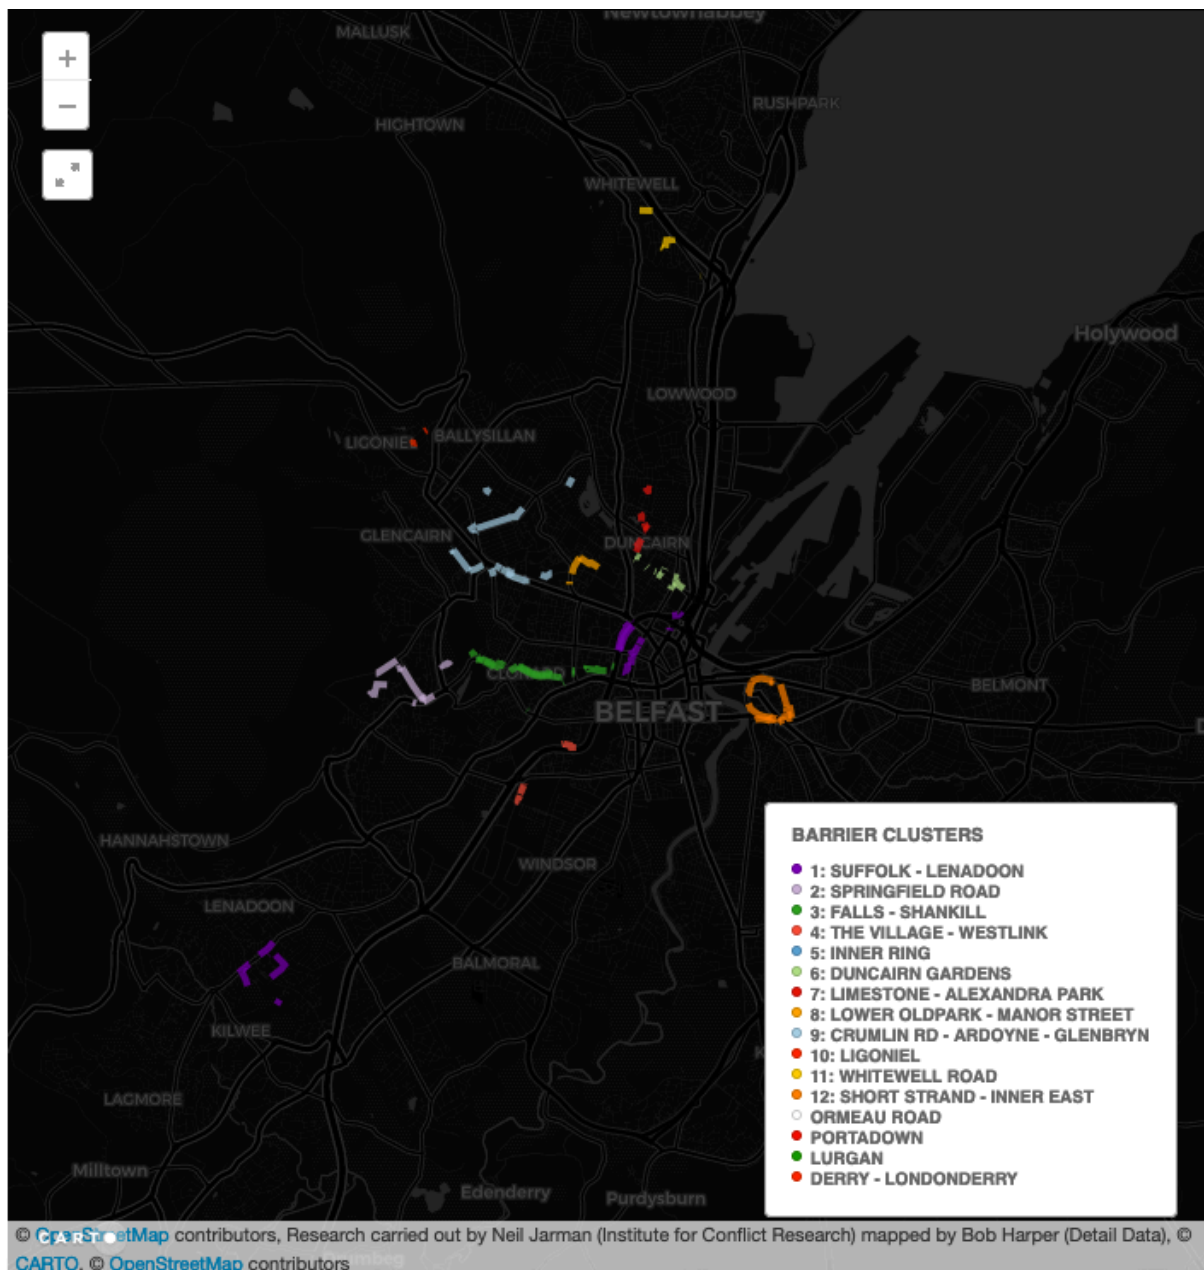 Newtownabbey
MALLUSK
RUSHPARK
HIGHTOWN
WHITEWELL
Holywood
LOWWOOD
LIGONIEL
BALLYSILLAN
GLENCAIRN
DUNCAIRN
CLONARD
BELMONT
BELFAST
HANNAHSTOWN
WINDSOR
LENADOON
BALMORAL
KILWEE
LAGMORE
Milltown
Edenderry
Purdysburn
BARRIER CLUSTERS
1: SUFFOLK - LENADOON
2: SPRINGFIELD ROAD
3: FALLS - SHANKILL
4: THE VILLAGE - WESTLINK
5: INNER RING
6: DUNCAIRN GARDENS
7: LIMESTONE - ALEXANDRA PARK
8: LOWER OLDPARK - MANOR STREET
9: CRUMLIN RD - ARDOYNE - GLENBRYN
10: LIGONIEL
11: WHITEWELL ROAD
12: SHORT STRAND - INNER EAST
ORMEAU ROAD
PORTADOWN
LURGAN
DERRY - LONDONDERRY
© OpenStreetMap contributors, Research carried out by Neil Jarman (Institute for Conflict Research) mapped by Bob Harper (Detail Data), ©
CARTO
CARTO, © OpenStreetMap contributors